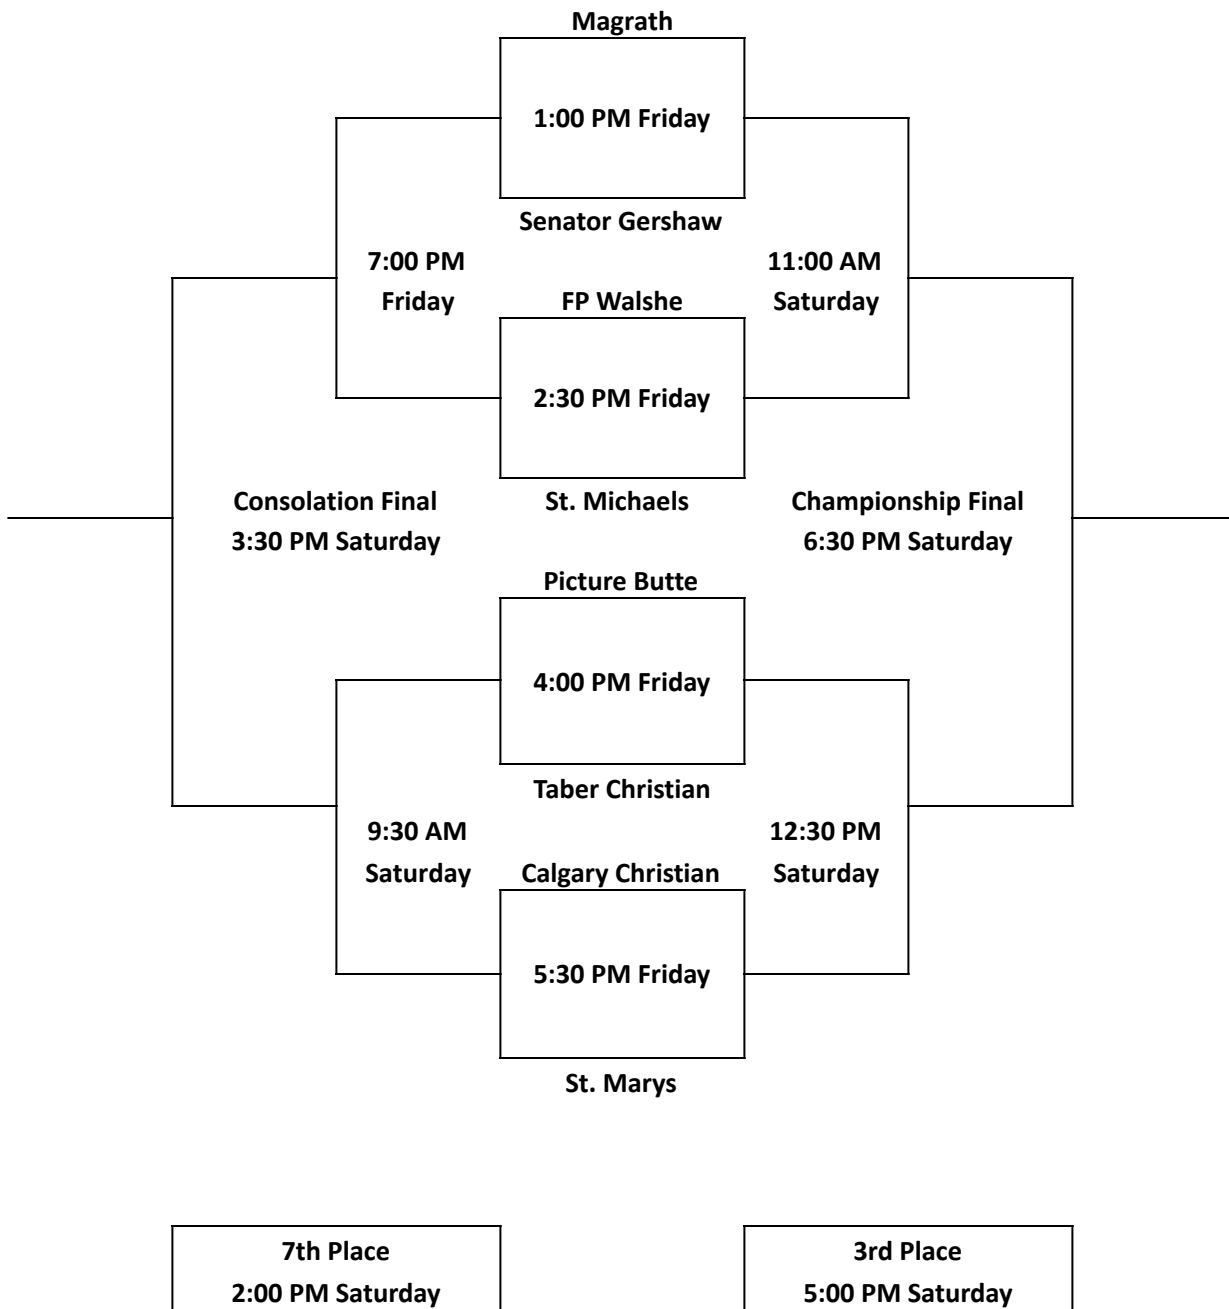 Magrath
1:00 PM Friday
Senator Gershaw
7:00 PM
Friday
11:00 AM
Saturday
FP Walshe
2:30 PM Friday
St. Michaels
Consolation Final
3:30 PM Saturday
Championship Final
6:30 PM Saturday
Picture Butte
4:00 PM Friday
Taber Christian
9:30 AM
Saturday
12:30 PM
Saturday
Calgary Christian
5:30 PM Friday
St. Marys
7th Place
2:00 PM Saturday
3rd Place
5:00 PM Saturday